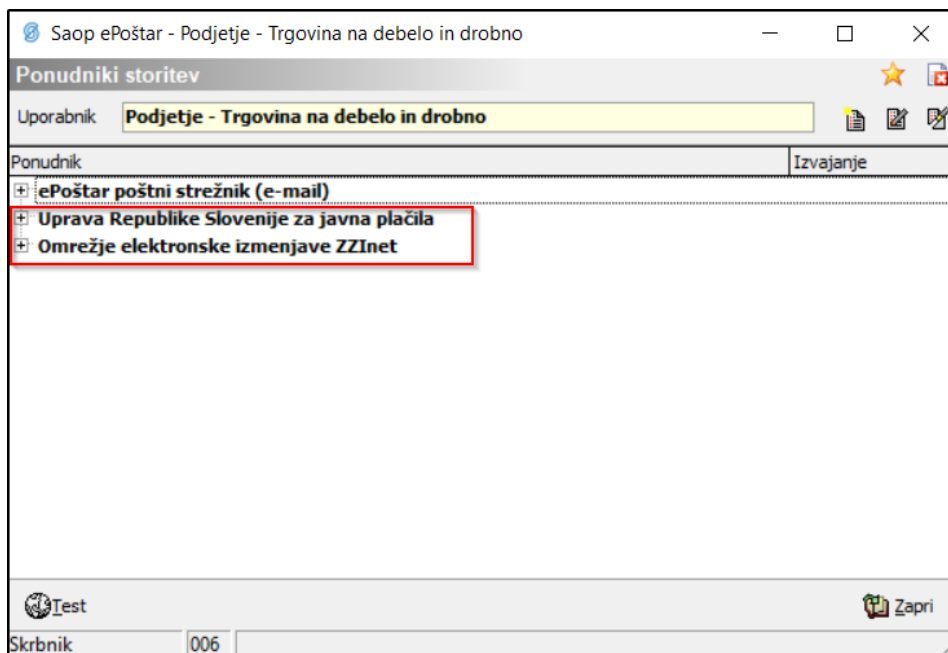 Saop ePoštar - Podjetje - Trgovina na debelo in drobno
Ponudniki storitev
Uporabnik Podjetje - Trgovina na debelo in drobno
Ponudnik Izvajanje
ePoštar poštni strežnik (e-mail)
Uprava Republike Slovenije za javna plačila
Omrežje elektronske izmenjave ZZInet
Test Zapri
Skrbnik 006